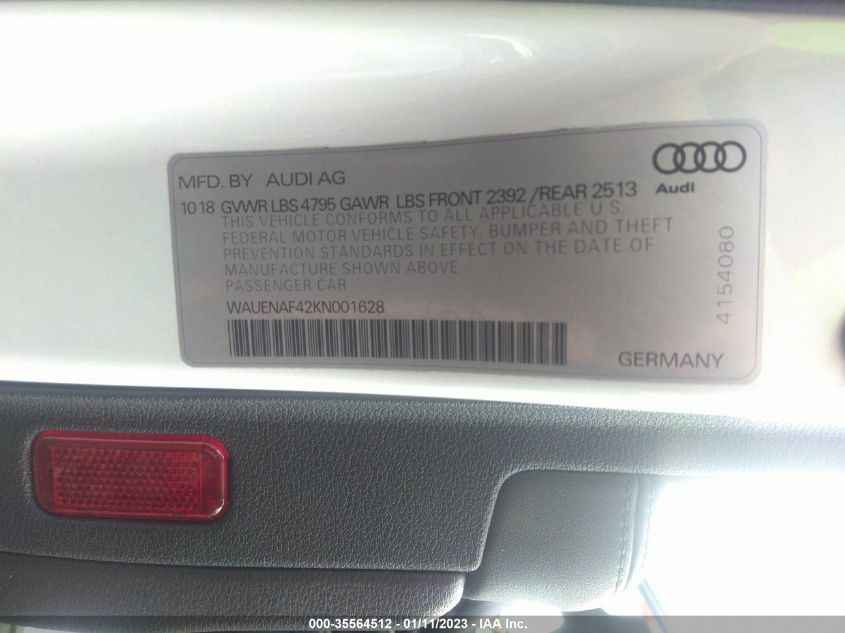 MFD. BY AUDI AG
Audi
10 18 GVWR LBS 4795 GAWR LBS FRONT 2392 /REAR 2513
THIS VEHICLE CONFORMS TO ALL APPLICABLE U.S.
FEDERAL MOTOR VEHICLE SAFETY, BUMPER AND THEFT
PREVENTION STANDARDS IN EFFECT ON THE DATE OF
MANUFACTURE SHOWN ABOVE
PASSENGER CAR
WAUENAF42KN001628
4154080
GERMANY
000-35564512 - 01/11/2023 - IAA Inc.